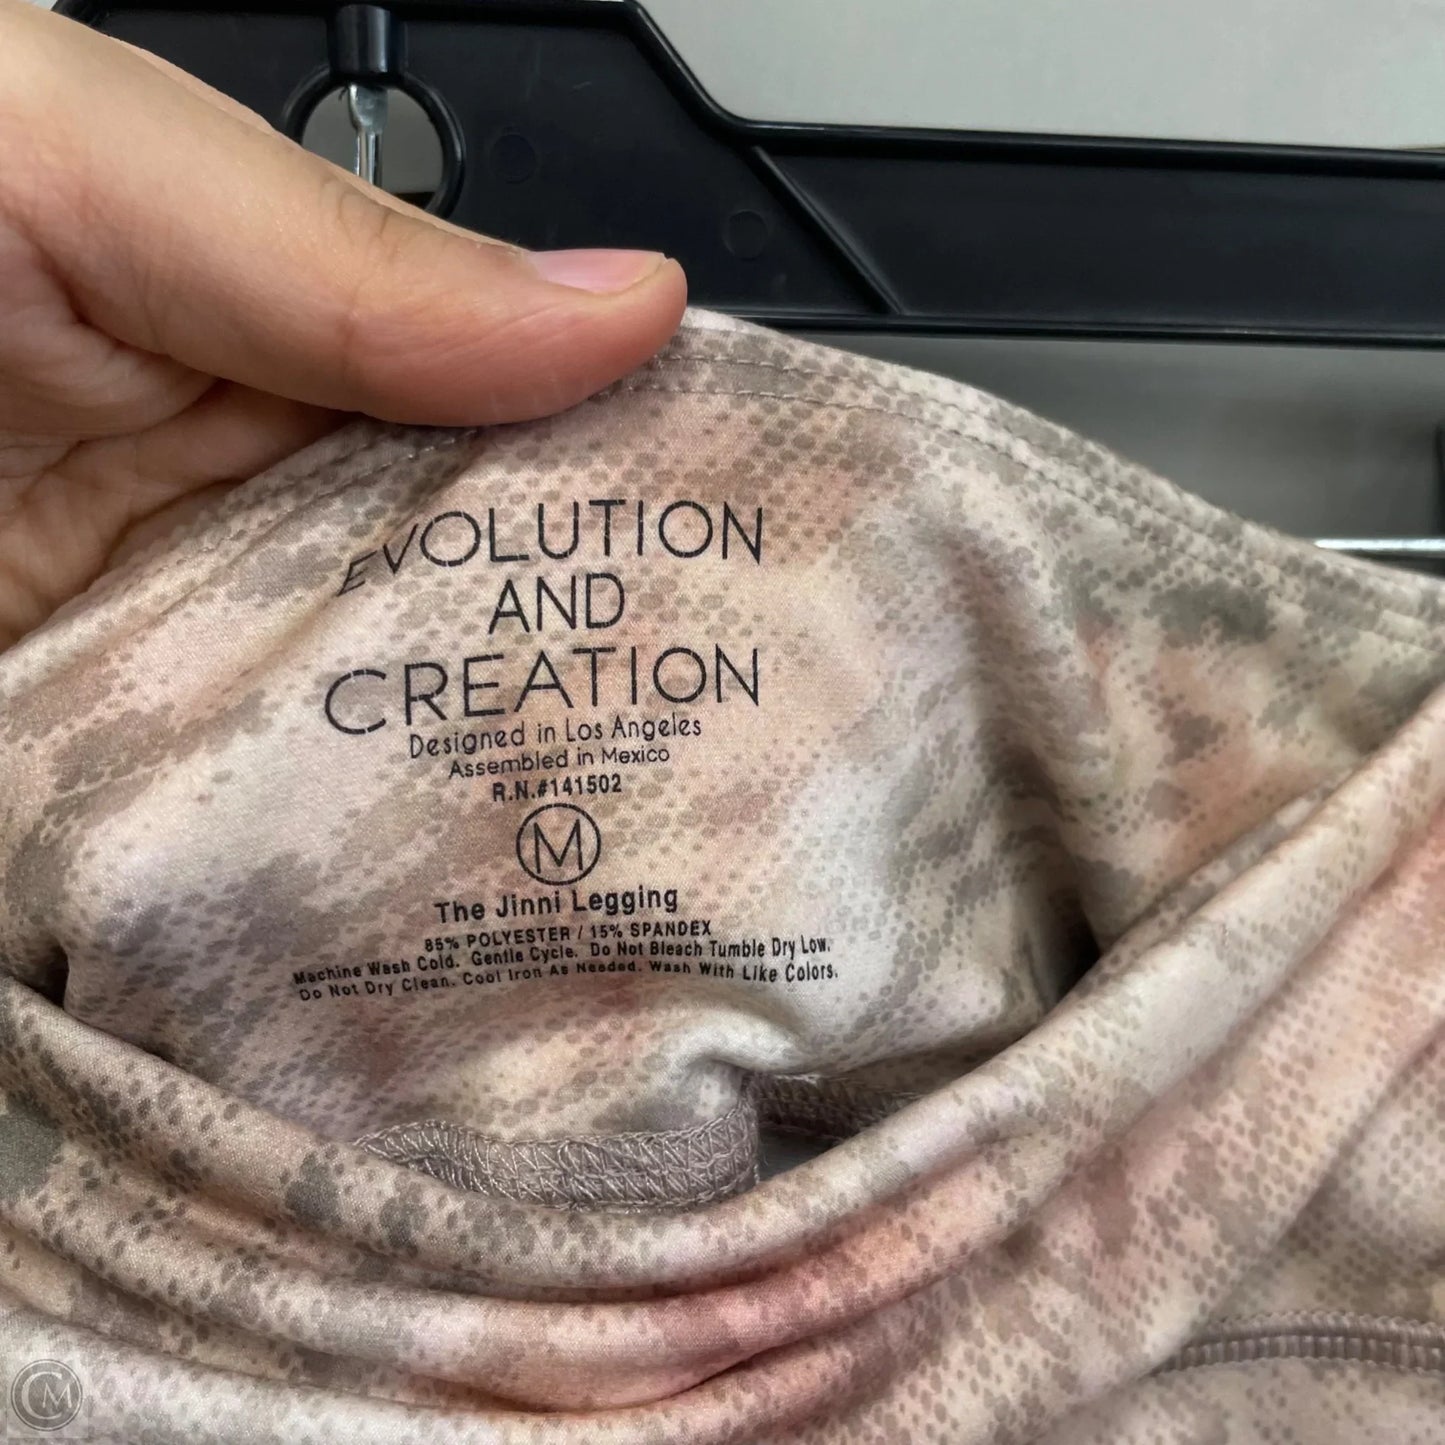 EVOLUTION
AND
CREATION
Designed in Los Angeles
Assembled in Mexico
R.N.#141502
M
The Jinni Legging
85% POLYESTER / 15% SPANDEX
Machine Wash Cold. Gentle Cycle. Do Not Bleach Tumble Dry Low.
Do Not Dry Clean. Cool Iron As Needed. Wash With Like Colors.
CM